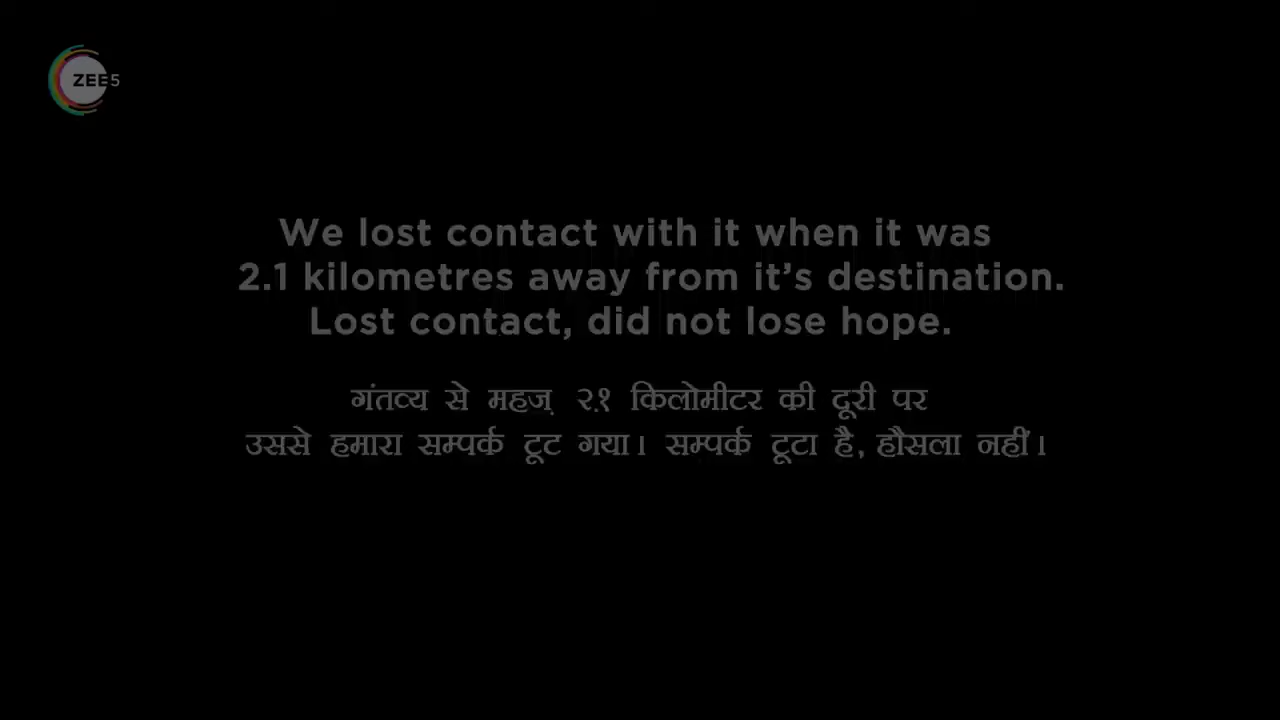 ZEE5
We lost contact with it when it was
2.1 kilometres away from it's destination.
Lost contact, did not lose hope.
गंतव्य से महज़ २.१ किलोमीटर की दूरी पर
उससे हमारा सम्पर्क टूट गया। सम्पर्क टूटा है, हौसला नहीं।